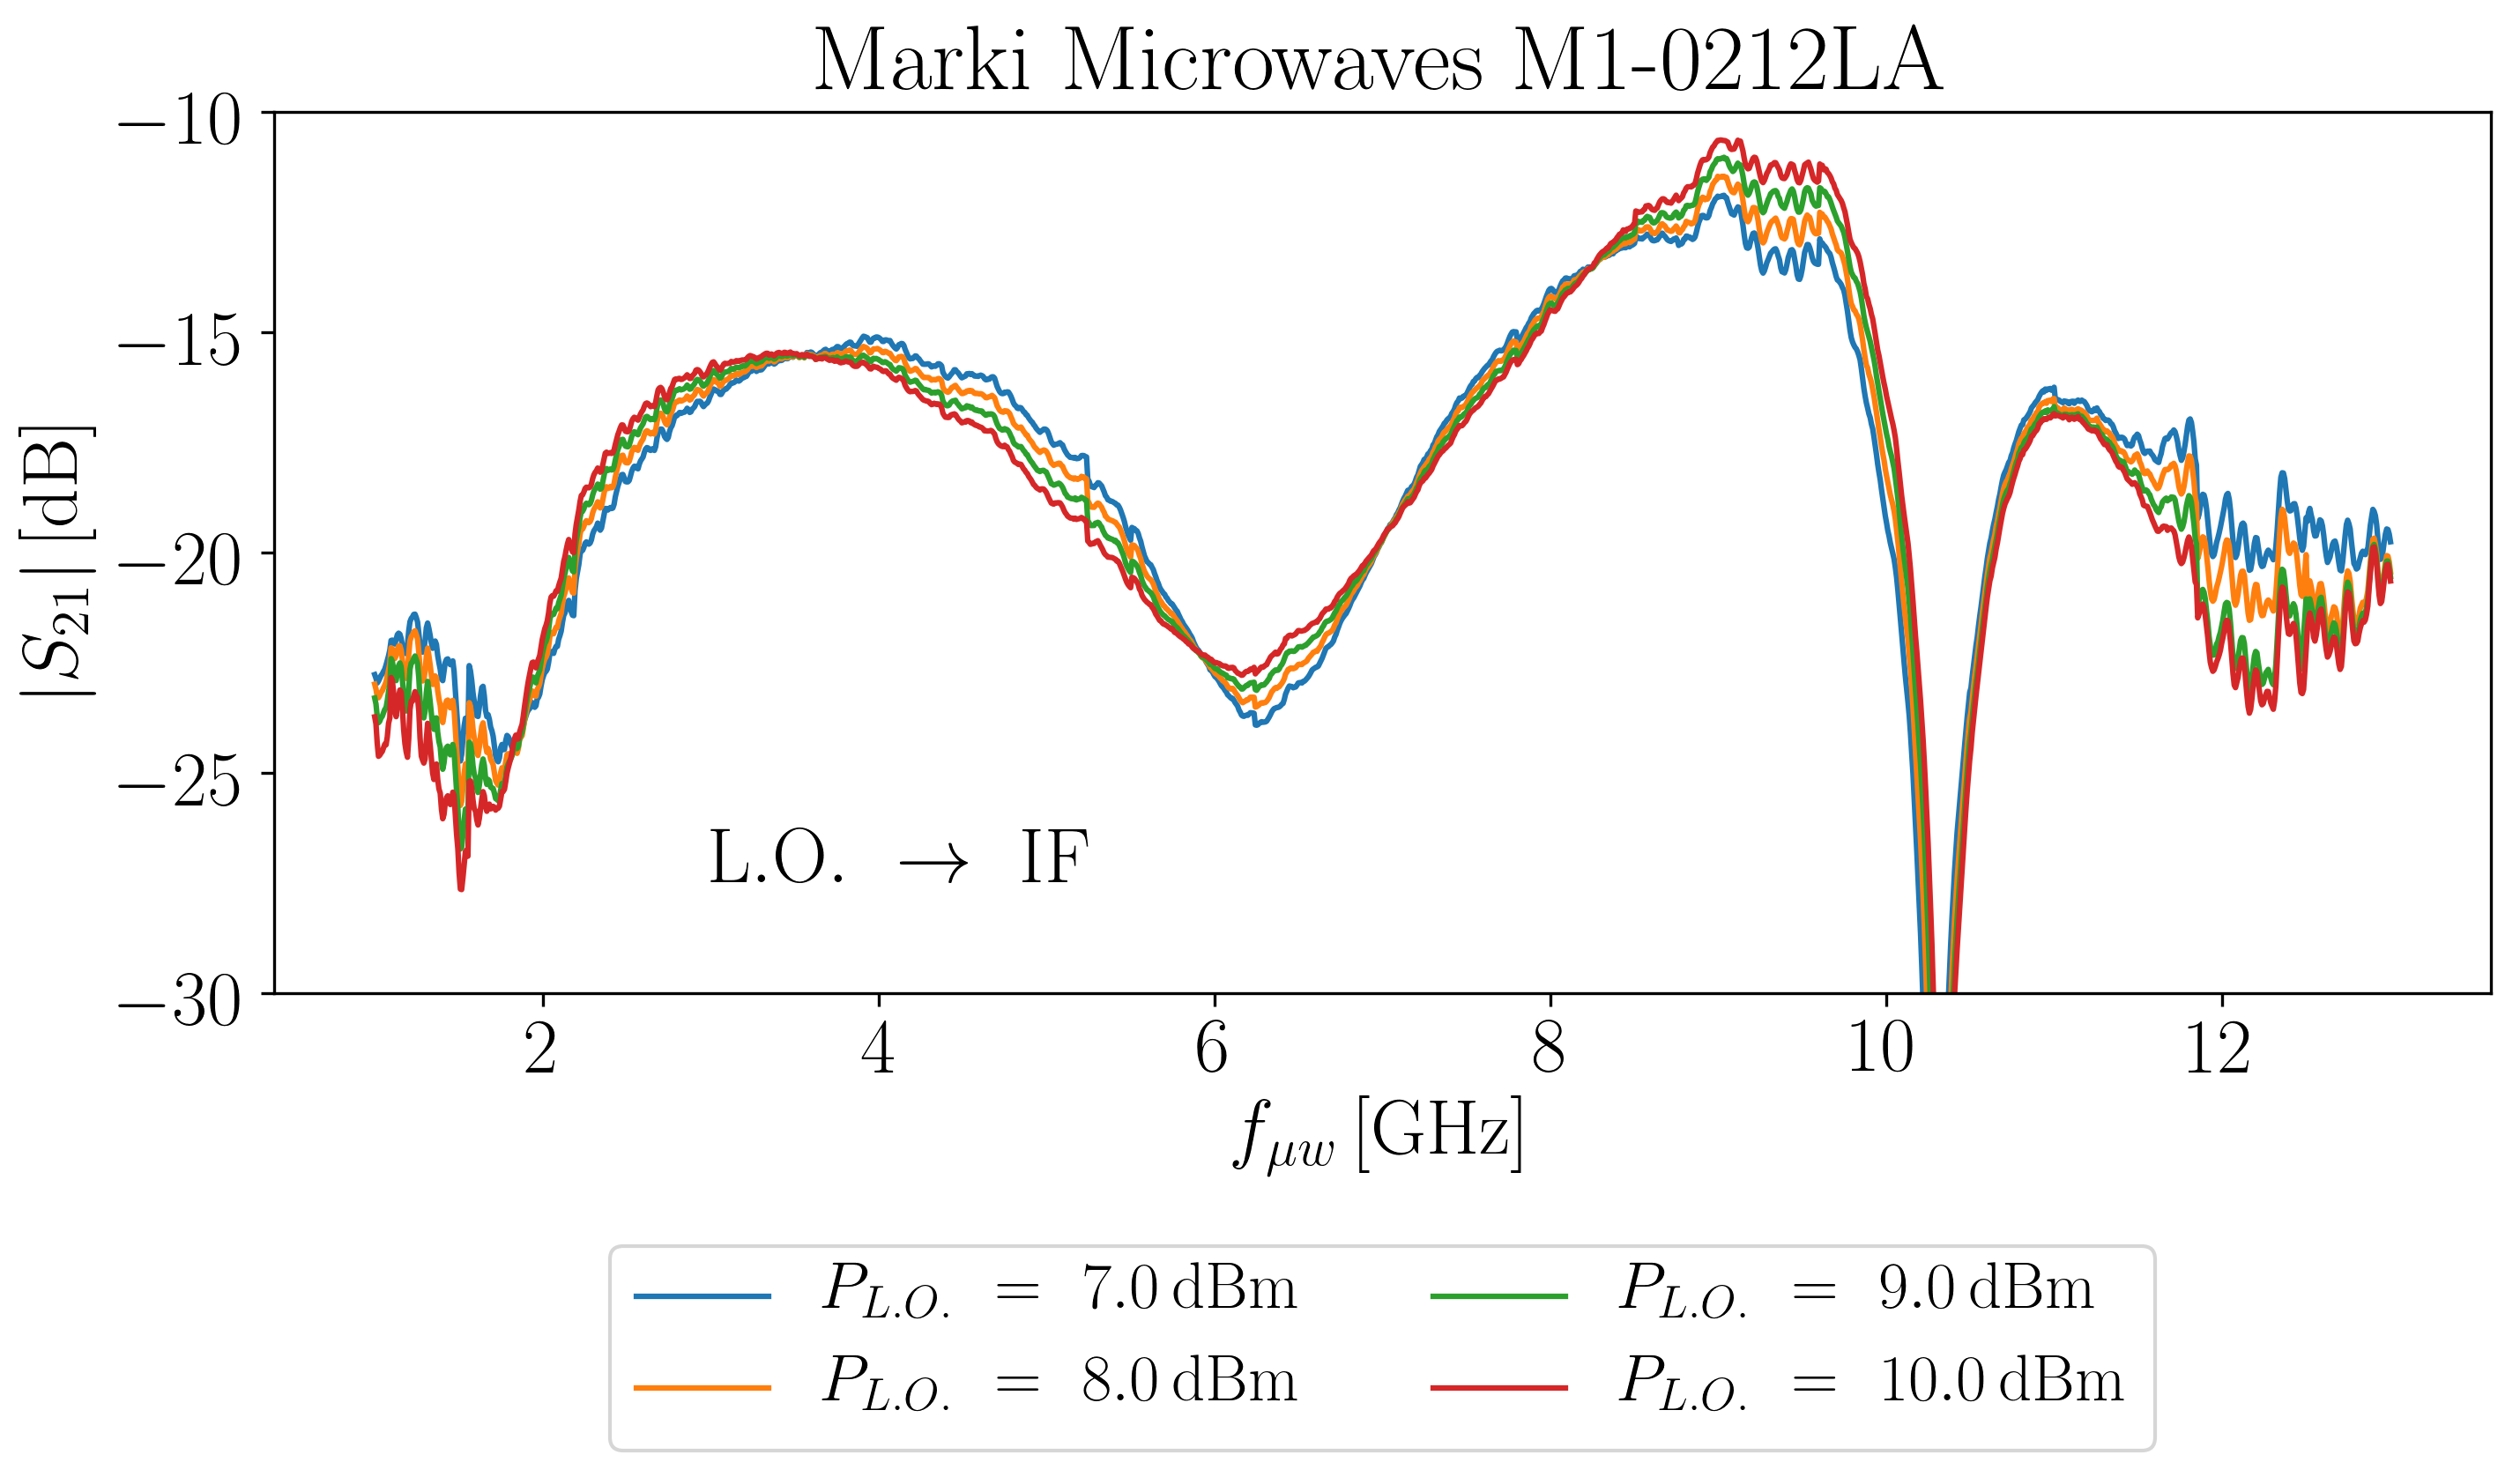 Marki Microwaves M1-0212LA
|S21| [dB]
−10
−15
−20
−25
−30
L.O. → IF
2 4 6 8 10 12
fμw [GHz]
PL.O. = 7.0 dBm
PL.O. = 8.0 dBm
PL.O. = 9.0 dBm
PL.O. = 10.0 dBm